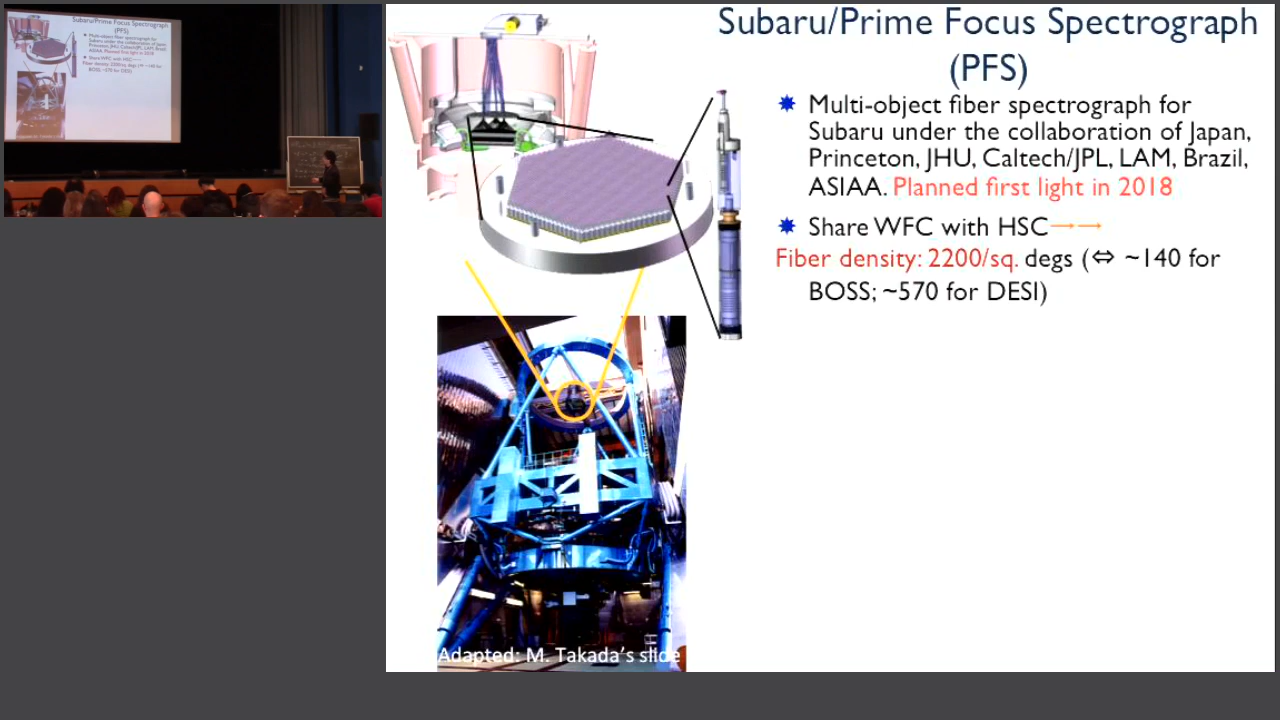 Subaru/Prime Focus Spectrograph
(PFS)
Multi-object fiber spectrograph for
Subaru under the collaboration of Japan,
Princeton, JHU, Caltech/JPL, LAM, Brazil,
ASIAA. Planned first light in 2018
Share WFC with HSC
Fiber density: 2200/sq. degs (⇔ ~140 for
BOSS; ~570 for DESI)
Adapted: M. Takada's slide